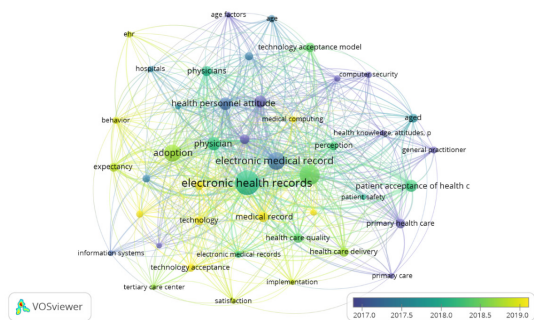 age factors
age
ehr
technology acceptance model
hospitals
physicians
computer security
health personnel attitude
behavior
medical computing
aged
health knowledge, attitudes, p
physician
perception
general practitioner
adoption
electronic medical record
expectancy
electronic health records
patient acceptance of health c
patient safety
technology
medical record
primary health care
health care quality
information systems
electronic medical records
health care delivery
technology acceptance
primary care
tertiary care center
implementation
satisfaction
VOSviewer
2017.0 2017.5 2018.0 2018.5 2019.0